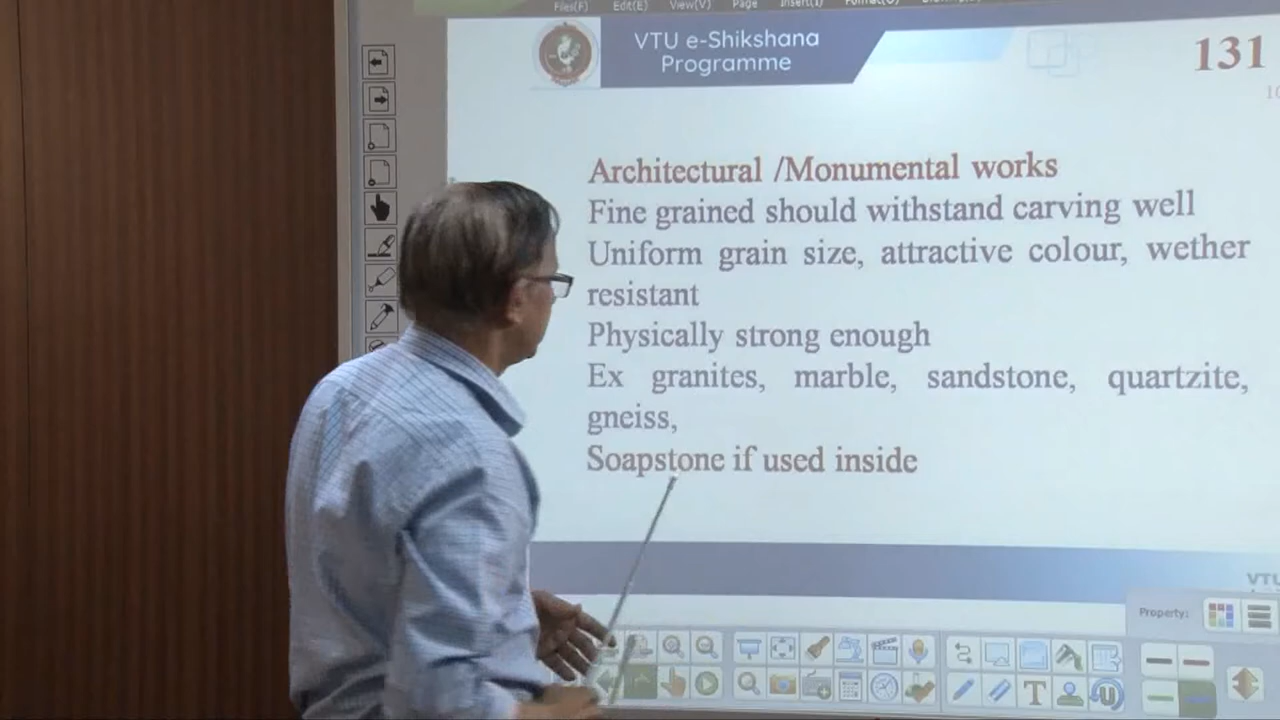 Files(F) Edit(E) View(V) Page Insert(I) Format(O)
VTU e-Shikshana
Programme
131
10
Architectural /Monumental works
Fine grained should withstand carving well
Uniform grain size, attractive colour, wether
resistant
Physically strong enough
Ex granites, marble, sandstone, quartzite,
gneiss,
Soapstone if used inside
VTU
Property:
T